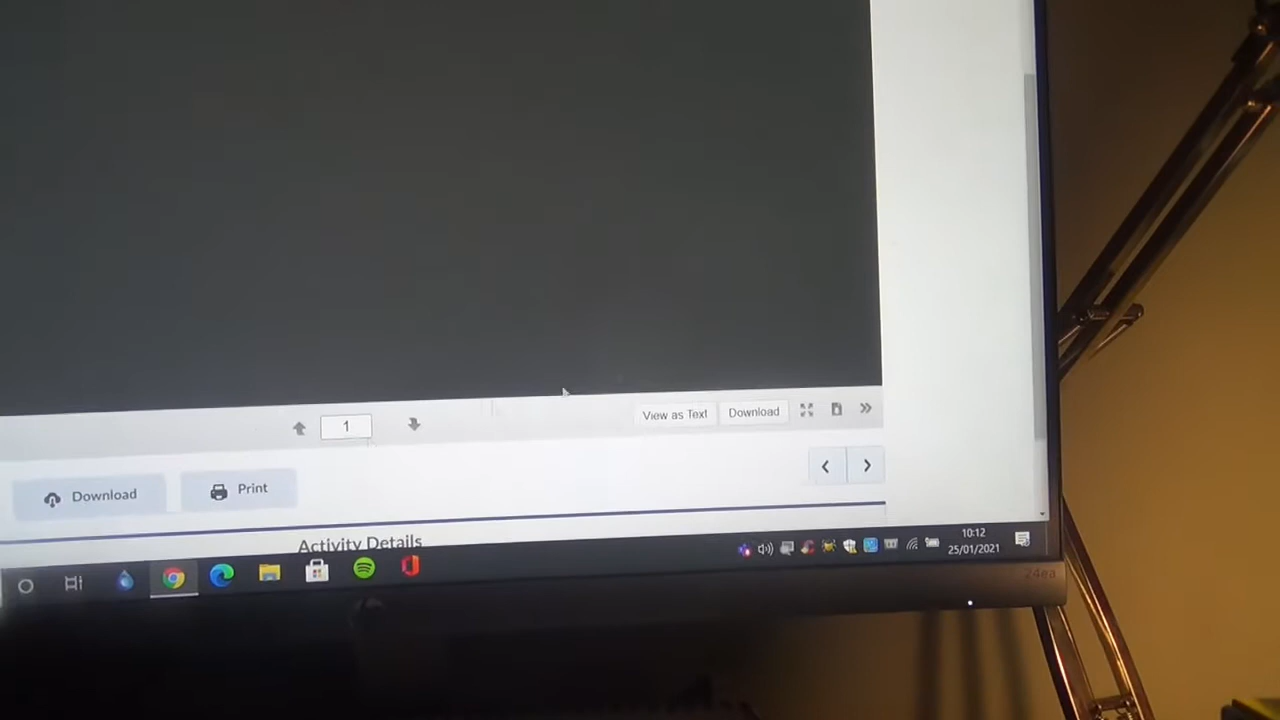 1
View as Text
Download
Download
Print
Activity Details
10:12
25/01/2021